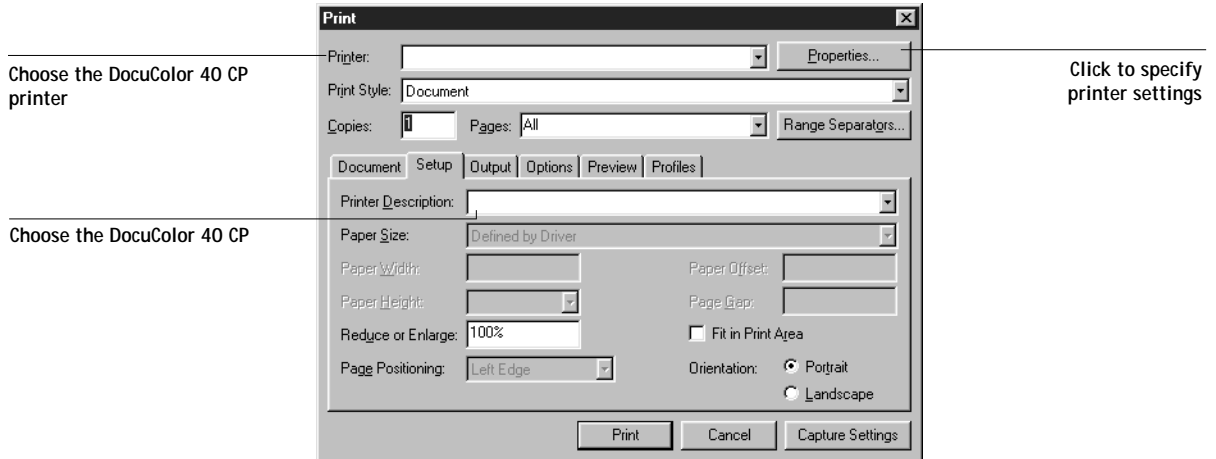 Print
Printer:
Properties...
Choose the DocuColor 40 CP
printer
Click to specify
printer settings
Print Style: Document
Copies: 1 Pages: All Range Separators...
Document Setup Output Options Preview Profiles
Printer Description:
Choose the DocuColor 40 CP
Paper Size: Defined by Driver
Paper Width: Paper Offset:
Paper Height: Page Gap:
Reduce or Enlarge: 100% Fit in Print Area
Page Positioning: Left Edge Orientation: Portrait
Landscape
Print Cancel Capture Settings